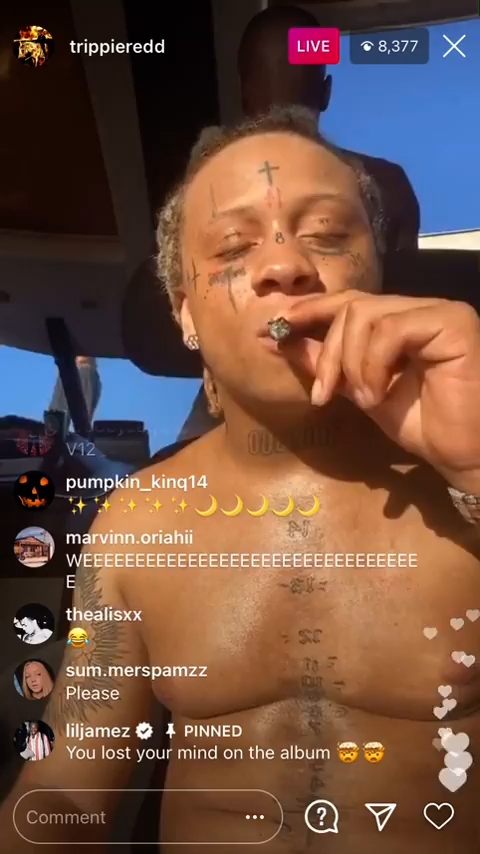 trippieredd
LIVE
8,377
V12
pumpkin_kinq14
✨✨✨✨✨🌙🌙🌙🌙🌙
marvinn.oriahii
WEEEEEEEEEEEEEEEEEEEEEEEEEEEEEEE
E
thealisxx
😂
sum.merspamzz
Please
liljamez PINNED
You lost your mind on the album 🤯🤯
Comment